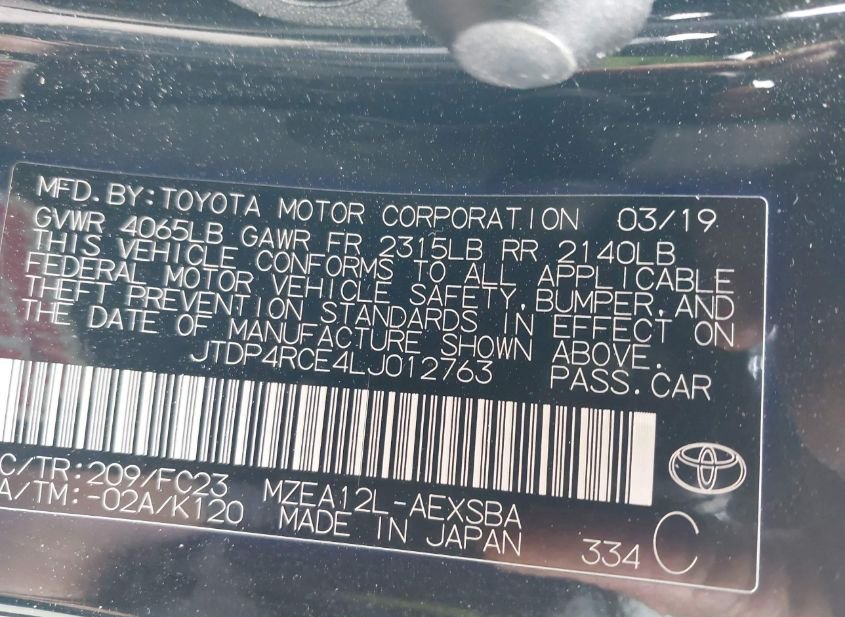 MFD. BY: TOYOTA MOTOR CORPORATION 03/19
GVWR 4065LB GAWR FR 2315LB RR 2140LB
THIS VEHICLE CONFORMS TO ALL APPLICABLE
FEDERAL MOTOR VEHICLE SAFETY, BUMPER, AND
THEFT PREVENTION STANDARDS IN EFFECT ON
THE DATE OF MANUFACTURE SHOWN ABOVE.
JTDP4RCE4LJ012763 PASS. CAR
C/TR: 209/FC23 MZEA12L-AEXSBA
A/TM: -02A/K120 MADE IN JAPAN 334 C